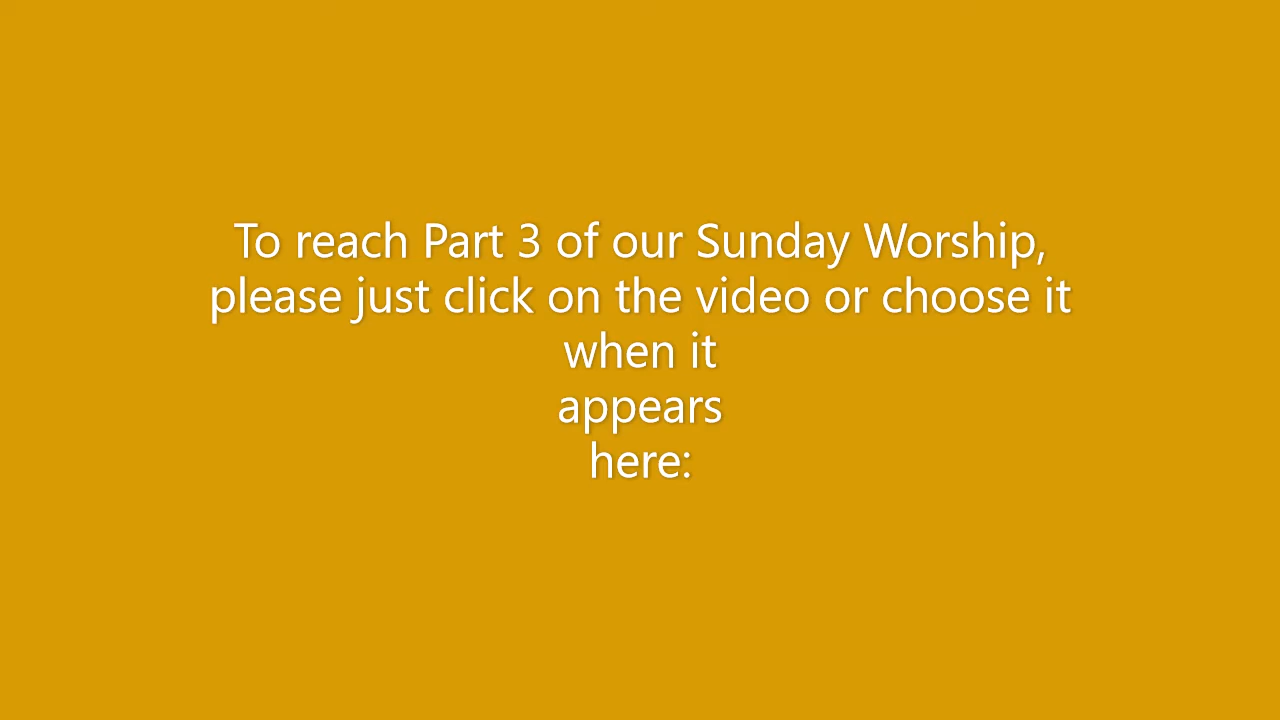 To reach Part 3 of our Sunday Worship,
please just click on the video or choose it
when it
appears
here: